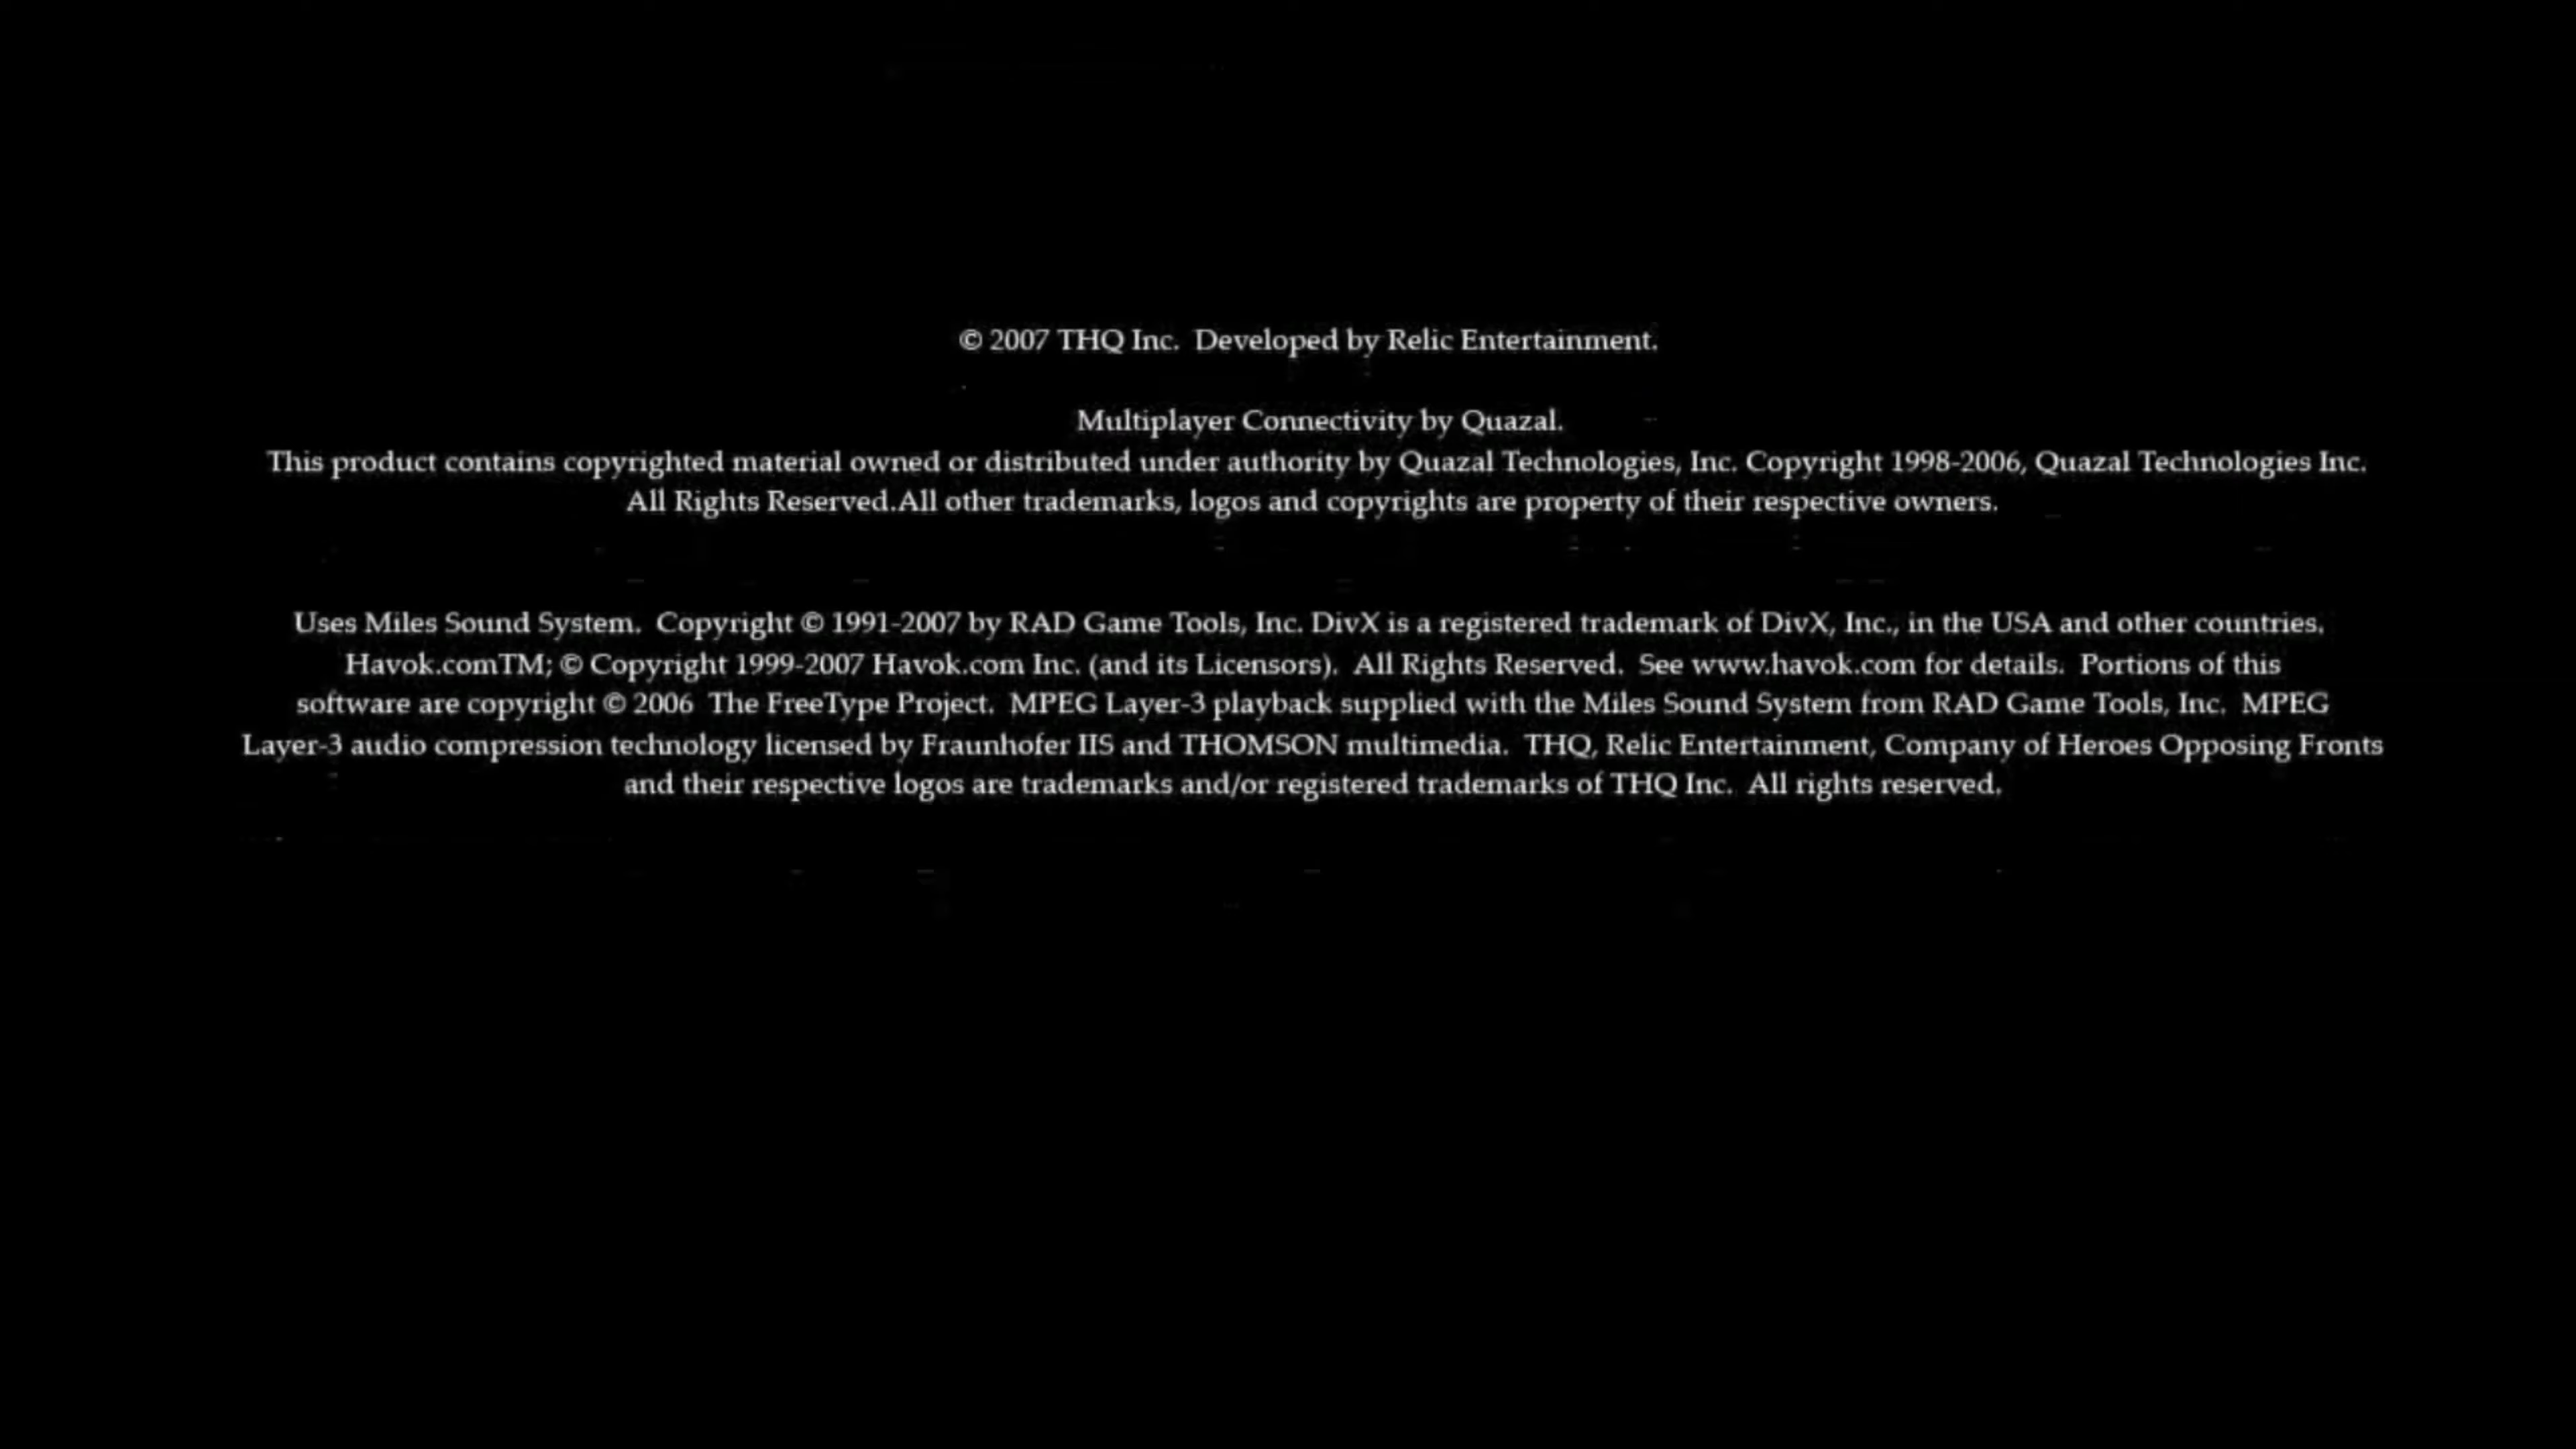 © 2007 THQ Inc.  Developed by Relic Entertainment.
Multiplayer Connectivity by Quazal.
This product contains copyrighted material owned or distributed under authority by Quazal Technologies, Inc. Copyright 1998-2006, Quazal Technologies Inc.
All Rights Reserved.All other trademarks, logos and copyrights are property of their respective owners.
Uses Miles Sound System.  Copyright © 1991-2007 by RAD Game Tools, Inc. DivX is a registered trademark of DivX, Inc., in the USA and other countries.
Havok.comTM; © Copyright 1999-2007 Havok.com Inc. (and its Licensors).  All Rights Reserved.  See www.havok.com for details.  Portions of this
software are copyright © 2006  The FreeType Project.  MPEG Layer-3 playback supplied with the Miles Sound System from RAD Game Tools, Inc.  MPEG
Layer-3 audio compression technology licensed by Fraunhofer IIS and THOMSON multimedia.  THQ, Relic Entertainment, Company of Heroes Opposing Fronts
and their respective logos are trademarks and/or registered trademarks of THQ Inc.  All rights reserved.